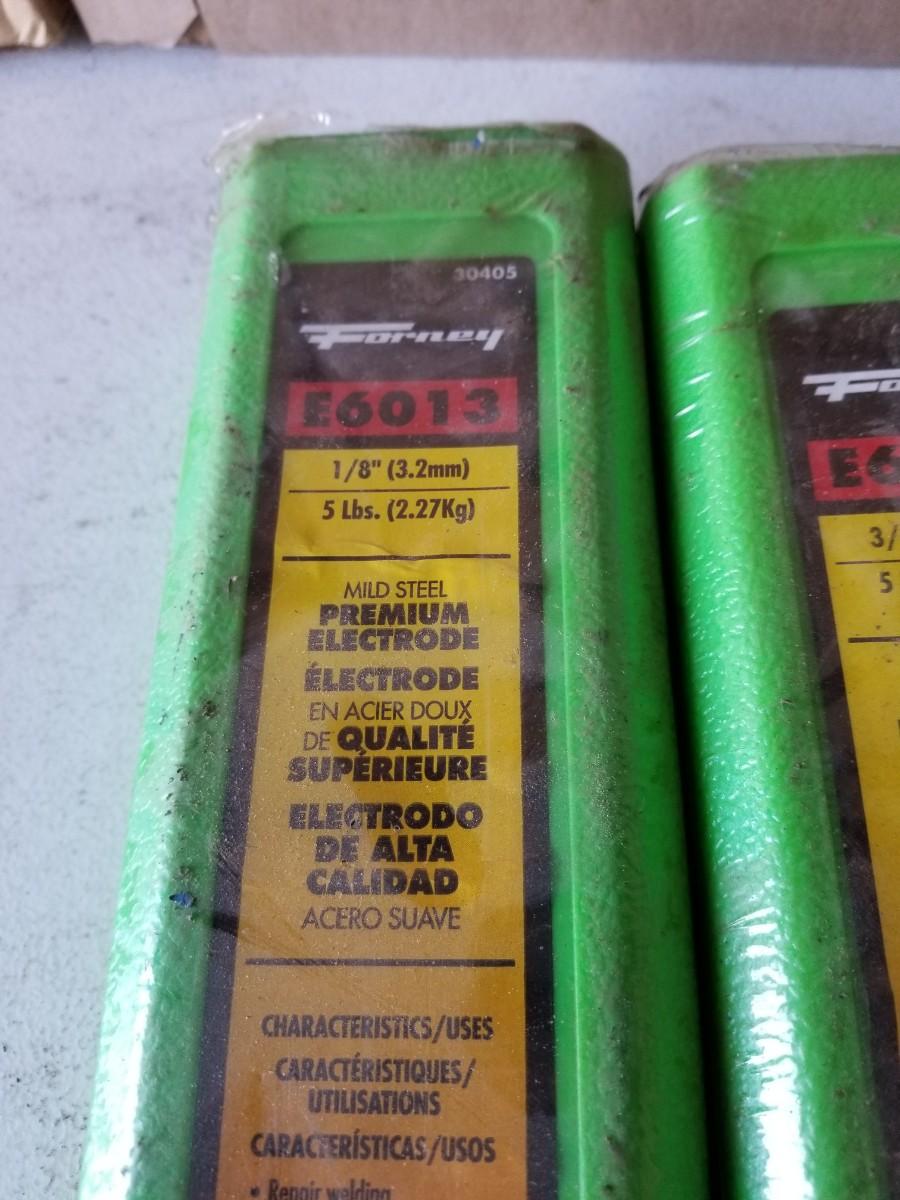 30405
Forney
E6013
1/8" (3.2mm)
5 Lbs. (2.27Kg)
MILD STEEL
PREMIUM
ELECTRODE
ÉLECTRODE
EN ACIER DOUX
DE QUALITÉ
SUPÉRIEURE
ELECTRODO
DE ALTA
CALIDAD
ACERO SUAVE
CHARACTERISTICS/USES
CARACTÉRISTIQUES/
UTILISATIONS
CARACTERÍSTICAS/USOS
• Repair welding
Fo
E6
3/
5